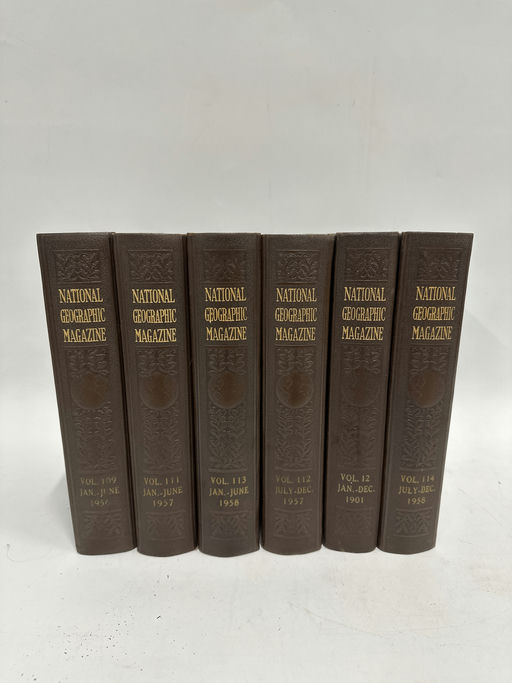 NATIONAL
GEOGRAPHIC
MAGAZINE
VOL. 109
JAN.-JUNE
1956
NATIONAL
GEOGRAPHIC
MAGAZINE
VOL. 111
JAN.-JUNE
1957
NATIONAL
GEOGRAPHIC
MAGAZINE
VOL. 113
JAN.-JUNE
1958
NATIONAL
GEOGRAPHIC
MAGAZINE
VOL. 112
JULY-DEC.
1957
NATIONAL
GEOGRAPHIC
MAGAZINE
VOL. 12
JAN.-DEC.
1901
NATIONAL
GEOGRAPHIC
MAGAZINE
VOL. 114
JULY-DEC.
1958